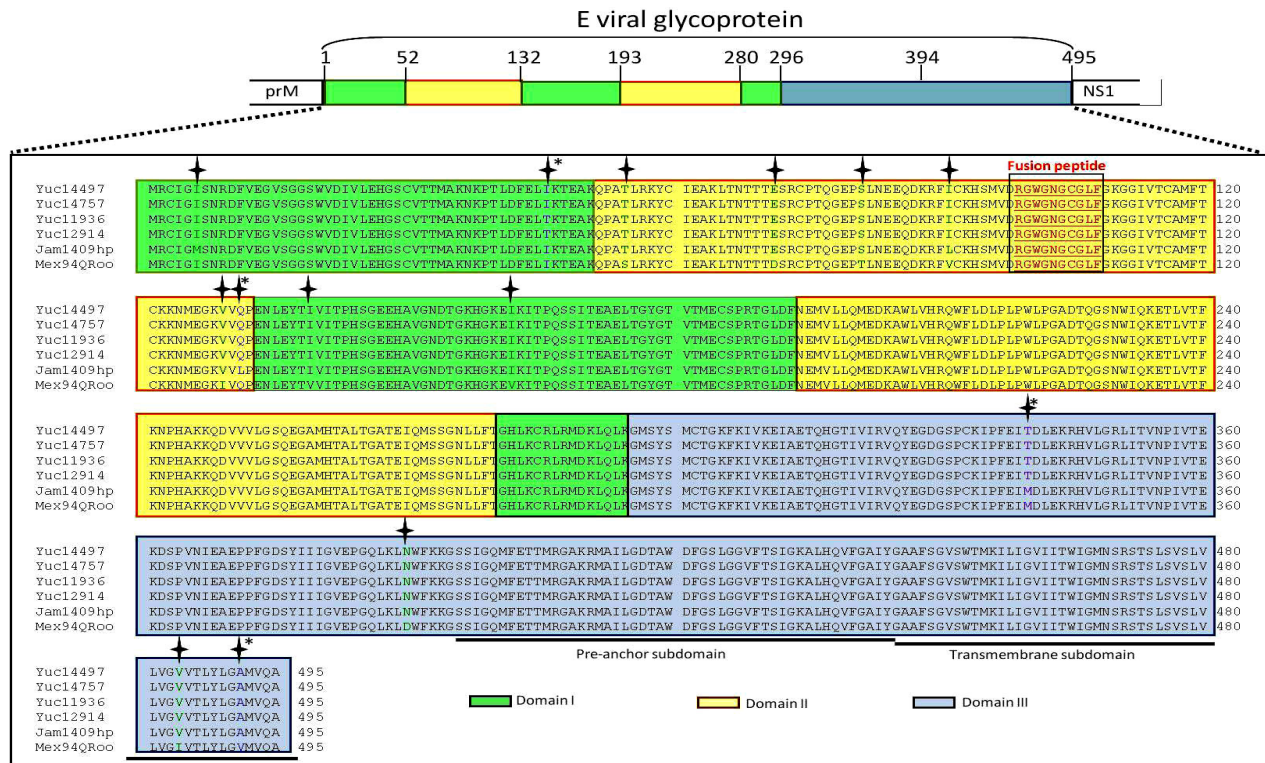 E viral glycoprotein
1 52 132 193 280 296 394 495
prM NS1
*
Fusion peptide
Yuc14497 MRCIGISNRDFVEGVSGGSWVDIVLEHGSCVTTMAKNKPTLDFELIKTEAKQPATLRKYC IEAKLTNTTTESRCPTQGEPSLNEEQDKRFICKHSMVDRGWGNGCGLFGKGGIVTCAMFT 120
Yuc14757 MRCIGISNRDFVEGVSGGSWVDIVLEHGSCVTTMAKNKPTLDFELIKTEAKQPATLRKYC IEAKLTNTTTESRCPTQGEPSLNEEQDKRFICKHSMVDRGWGNGCGLFGKGGIVTCAMFT 120
Yuc11936 MRCIGISNRDFVEGVSGGSWVDIVLEHGSCVTTMAKNKPTLDFELIKTEAKQPATLRKYC IEAKLTNTTTESRCPTQGEPSLNEEQDKRFICKHSMVDRGWGNGCGLFGKGGIVTCAMFT 120
Yuc12914 MRCIGISNRDFVEGVSGGSWVDIVLEHGSCVTTMAKNKPTLDFELTKTEAKQPATLRKYC IEAKLTNTTTESRCPTQGEPSLNEEQDKRFICKHSMVDRGWGNGCGLFGKGGIVTCAMFT 120
Jam1409hp MRCIGMSNRDFVEGVSGGSWVDIVLEHGSCVTTMAKNKPTLDFELIKTEAKQPATLRKYC IEAKLTNTTTESRCPTQGEPSLNEEQDKRFICKHSMVDRGWGNGCGLFGKGGIVTCAMFT 120
Mex94QRoo MRCIGISNRDFVEGVSGGSWVDIVLEHGSCVTTMAKNKPTLDFELIKTEAKQPASLRKYC IEAKLTNTTTDSRCPTQGEPTLNEEQDKRFVCKHSMVDRGWGNGCGLFGKGGIVTCAMFT 120
*
Yuc14497 CKKNMEGKVVQPENLEYTIVITPHSGEEHAVGNDTGKHGKEIKITPQSSITEAELTGYGT VTMECSPRTGLDFNEMVLLQMEDKAWLVHRQWFLDLPLPWLPGADTQGSNWIQKETLVTF 240
Yuc14757 CKKNMEGKVVQPENLEYTIVITPHSGEEHAVGNDTGKHGKEIKITPQSSITEAELTGYGT VTMECSPRTGLDFNEMVLLQMEDKAWLVHRQWFLDLPLPWLPGADTQGSNWIQKETLVTF 240
Yuc11936 CKKNMEGKVVQPENLEYTIVITPHSGEEHAVGNDTGKHGKEIKITPQSSITEAELTGYGT VTMECSPRTGLDFNEMVLLQMEDKAWLVHRQWFLDLPLPWLPGADTQGSNWIQKETLVTF 240
Yuc12914 CKKNMEGKVVQPENLEYTIVITPHSGEEHAVGNDTGKHGKEIKITPQSSITEAELTGYGT VTMECSPRTGLDFNEMVLLQMEDKAWLVHRQWFLDLPLPWLPGADTQGSNWIQKETLVTF 240
Jam1409hp CKKNMEGKVVLPENLEYTIVITPHSGEEHAVGNDTGKHGKEIKITPQSSITEAELTGYGT VTMECSPRTGLDFNEMVLLQMEDKAWLVHRQWFLDLPLPWLPGADTQGSNWIQKETLVTF 240
Mex94QRoo CKKNMEGKIVQPENLEYTVVITPHSGEEHAVGNDTGKHGKEVKITPQSSITEAELTGYGT VTMECSPRTGLDFNEMVLLQMEDKAWLVHRQWFLDLPLPWLPGADTQGSNWIQKETLVTF 240
*
Yuc14497 KNPHAKKQDVVVLGSQEGAMHTALTGATEIQMSSGNLLFTGHLKCRLRMDKLQLKGMSYS MCTGKFKIVKEIAETQHGTIVIRVQYEGDGSPCKIPFEITDLEKRHVLGRLITVNPIVTE 360
Yuc14757 KNPHAKKQDVVVLGSQEGAMHTALTGATEIQMSSGNLLFTGHLKCRLRMDKLQLKGMSYS MCTGKFKIVKEIAETQHGTIVIRVQYEGDGSPCKIPFEITDLEKRHVLGRLITVNPIVTE 360
Yuc11936 KNPHAKKQDVVVLGSQEGAMHTALTGATEIQMSSGNLLFTGHLKCRLRMDKLQLKGMSYS MCTGKFKIVKEIAETQHGTIVIRVQYEGDGSPCKIPFEITDLEKRHVLGRLITVNPIVTE 360
Yuc12914 KNPHAKKQDVVVLGSQEGAMHTALTGATEIQMSSGNLLFTGHLKCRLRMDKLQLKGMSYS MCTGKFKIVKEIAETQHGTIVIRVQYEGDGSPCKIPFEITDLEKRHVLGRLITVNPIVTE 360
Jam1409hp KNPHAKKQDVVVLGSQEGAMHTALTGATEIQMSSGNLLFTGHLKCRLRMDKLQLKGMSYS MCTGKFKIVKEIAETQHGTIVIRVQYEGDGSPCKIPFEIMDLEKRHVLGRLITVNPIVTE 360
Mex94QRoo KNPHAKKQDVVVLGSQEGAMHTALTGATEIQMSSGNLLFTGHLKCRLRMDKLQLKGMSYS MCTGKFKIVKEIAETQHGTIVIRVQYEGDGSPCKIPFEIMDLEKRHVLGRLITVNPIVTE 360
Yuc14497 KDSPVNIEAEPPFGDSYIIIGVEPGQLKLNWFKKGSSIGQMFETTMRGAKRMAILGDTAW DFGSLGGVFTSIGKALHQVFGAIYGAAFSGVSWTMKILIGVIITWIGMNSRSTSLSVSLV 480
Yuc14757 KDSPVNIEAEPPFGDSYIIIGVEPGQLKLNWFKKGSSIGQMFETTMRGAKRMAILGDTAW DFGSLGGVFTSIGKALHQVFGAIYGAAFSGVSWTMKILIGVIITWIGMNSRSTSLSVSLV 480
Yuc11936 KDSPVNIEAEPPFGDSYIIIGVEPGQLKLNWFKKGSSIGQMFETTMRGAKRMAILGDTAW DFGSLGGVFTSIGKALHQVFGAIYGAAFSGVSWTMKILIGVIITWIGMNSRSTSLSVSLV 480
Yuc12914 KDSPVNIEAEPPFGDSYIIIGVEPGQLKLNWFKKGSSIGQMFETTMRGAKRMAILGDTAW DFGSLGGVFTSIGKALHQVFGAIYGAAFSGVSWTMKILIGVIITWIGMNSRSTSLSVSLV 480
Jam1409hp KDSPVNIEAEPPFGDSYIIIGVEPGQLKLNWFKKGSSIGQMFETTMRGAKRMAILGDTAW DFGSLGGVFTSIGKALHQVFGAIYGAAFSGVSWTMKILIGVIITWIGMNSRSTSLSVSLV 480
Mex94QRoo KDSPVNIEAEPPFGDSYIIIGVEPGQLKLDWFKKGSSIGQMFETTMRGAKRMAILGDTAW DFGSLGGVFTSIGKALHQVFGAIYGAAFSGVSWTMKILIGVIITWIGMNSRSTSLSVSLV 480
*
Pre-anchor subdomain Transmembrane subdomain
Yuc14497 LVGVVTLYLGAMVQA 495
Yuc14757 LVGVVTLYLGAMVQA 495
Yuc11936 LVGVVTLYLGAMVQA 495
Yuc12914 LVGVVTLYLGAMVQA 495
Jam1409hp LVGVVTLYLGAMVQA 495
Mex94QRoo LVGIVTLYLGVMVQA 495
Domain I Domain II Domain III